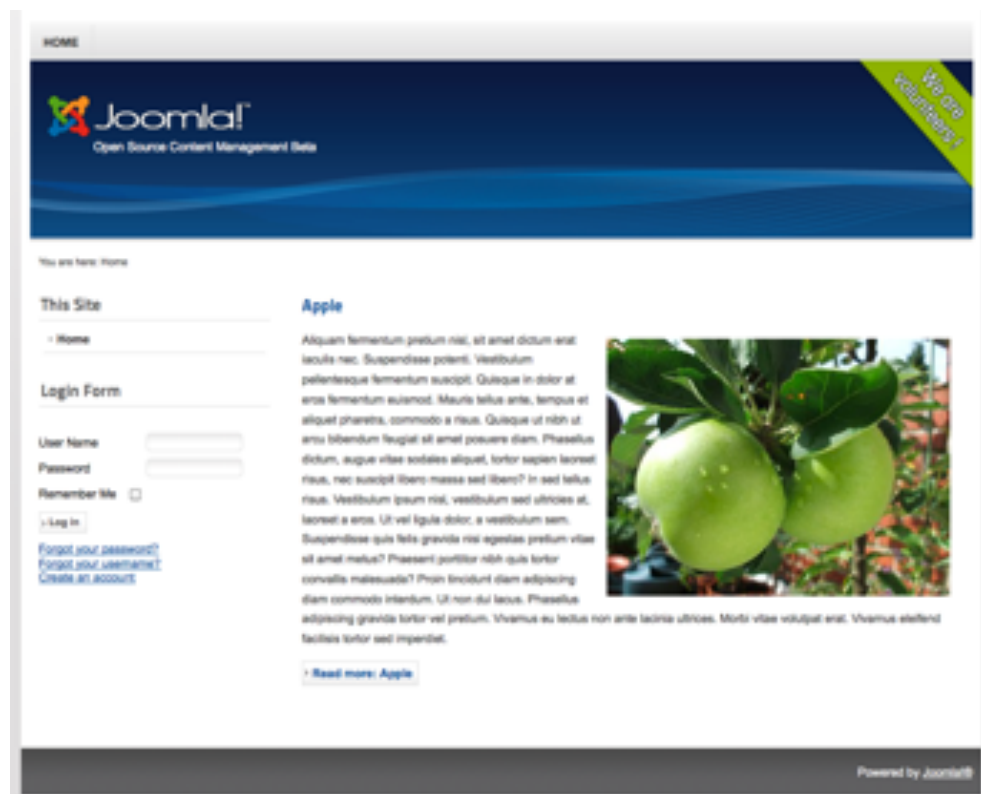 HOME
We are
volunteers!
Joomla!™
Open Source Content Management Beta
You are here: Home
This Site
Home
Login Form
User Name
Password
Remember Me
Log in
Forgot your password?
Forgot your username?
Create an account
Apple
Aliquam fermentum pretium nisl, sit amet dictum erat
iaculis nec. Suspendisse potenti. Vestibulum
pellentesque fermentum suscipit. Quisque in dolor at
eros fermentum euismod. Mauris tellus ante, tempus et
aliquet pharetra, commodo a risus. Quisque ut nibh ut
arcu bibendum feugiat sit amet posuere diam. Phasellus
dictum, augue vitae sodales aliquet, tortor sapien laoreet
risus, nec suscipit libero massa sed libero? In sed tellus
risus. Vestibulum ipsum nisl, vestibulum sed ultricies at,
laoreet a eros. Ut vel ligula dolor, a vestibulum sem.
Suspendisse quis felis gravida nisi egestas pretium vitae
sit amet metus? Praesent porttitor nibh quis tortor
convallis malesuada? Proin tincidunt diam adipiscing
diam commodo interdum. Ut non dui lacus. Phasellus
adipiscing gravida tortor vel pretium. Vivamus eu lectus non ante lacinia ultrices. Morbi vitae volutpat erat. Vivamus eleifend
facilisis tortor sed imperdiet.
Read more: Apple
Powered by Joomla!®